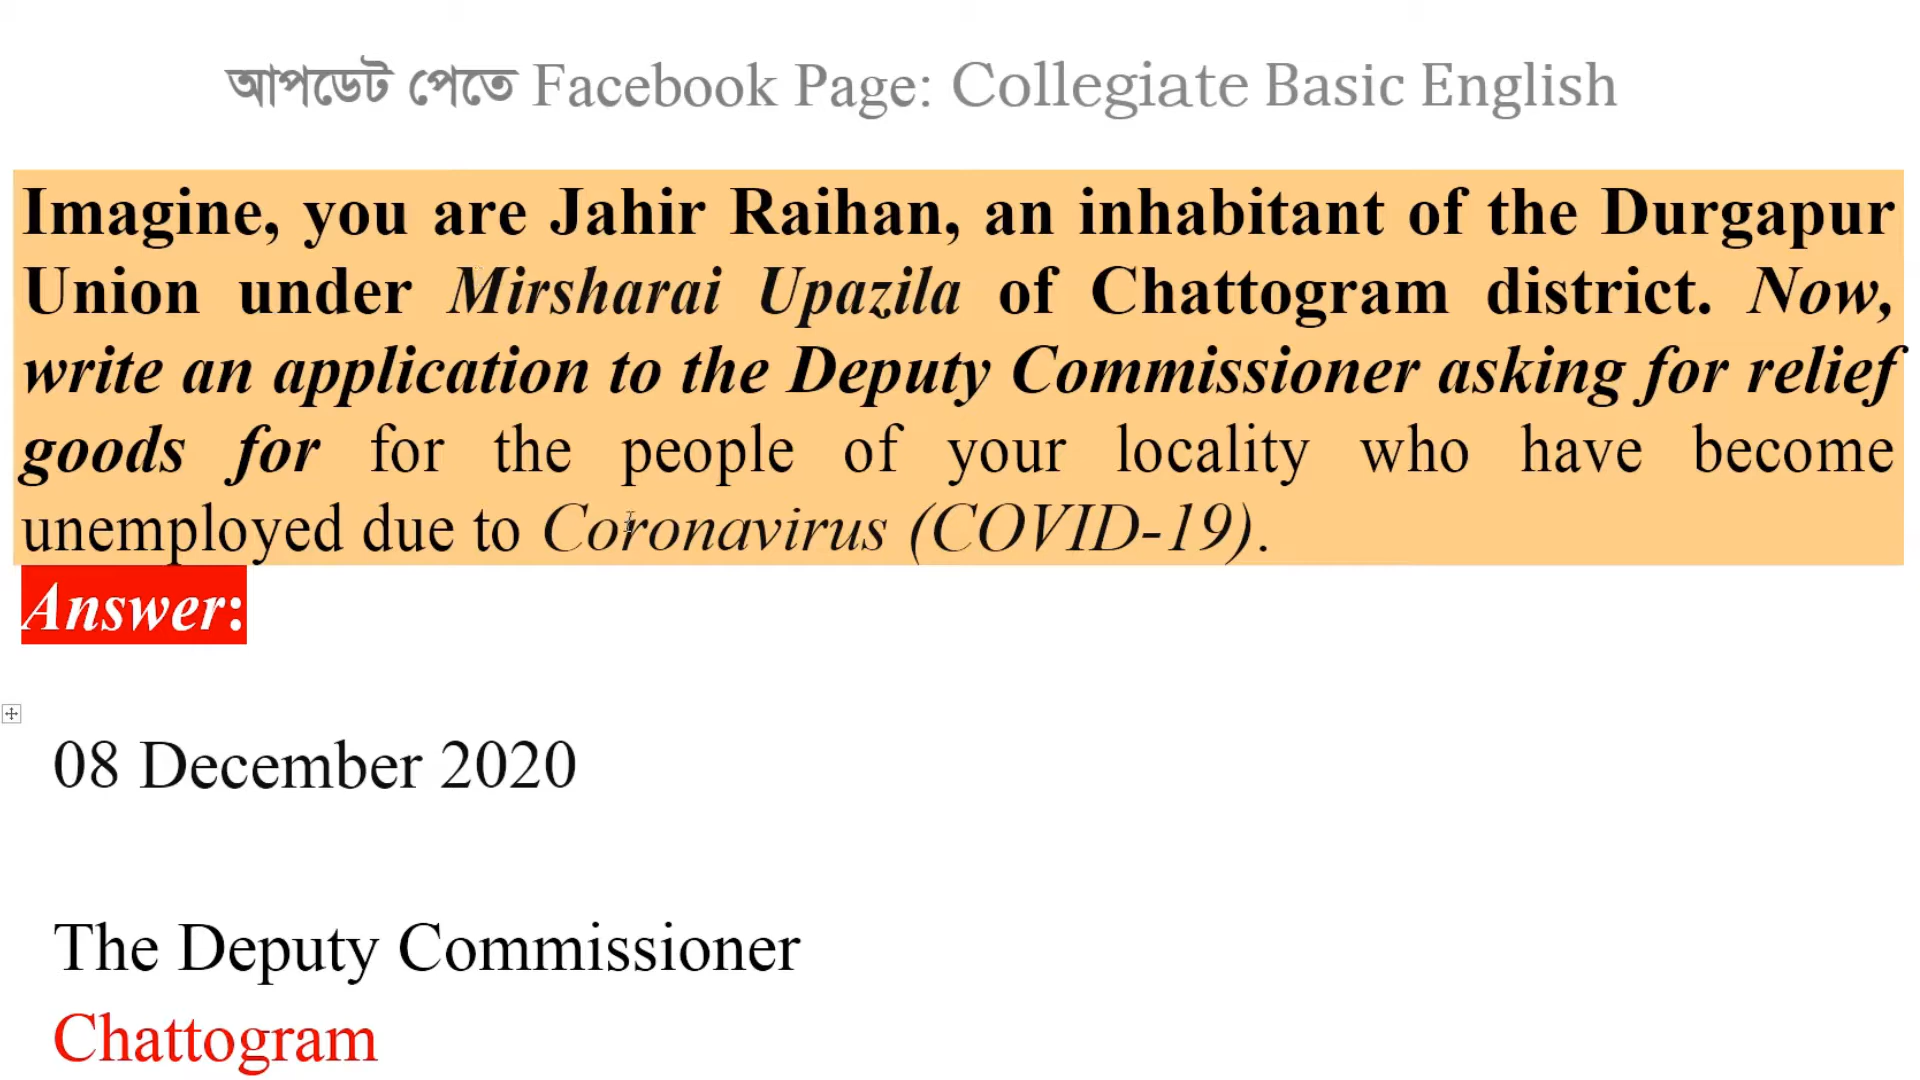 আপডেট পেতে Facebook Page: Collegiate Basic English
Imagine, you are Jahir Raihan, an inhabitant of the Durgapur
Union under Mirsharai Upazila of Chattogram district. Now,
write an application to the Deputy Commissioner asking for relief
goods for for the people of your locality who have become
unemployed due to Coronavirus (COVID-19).
Answer:
08 December 2020
The Deputy Commissioner
Chattogram